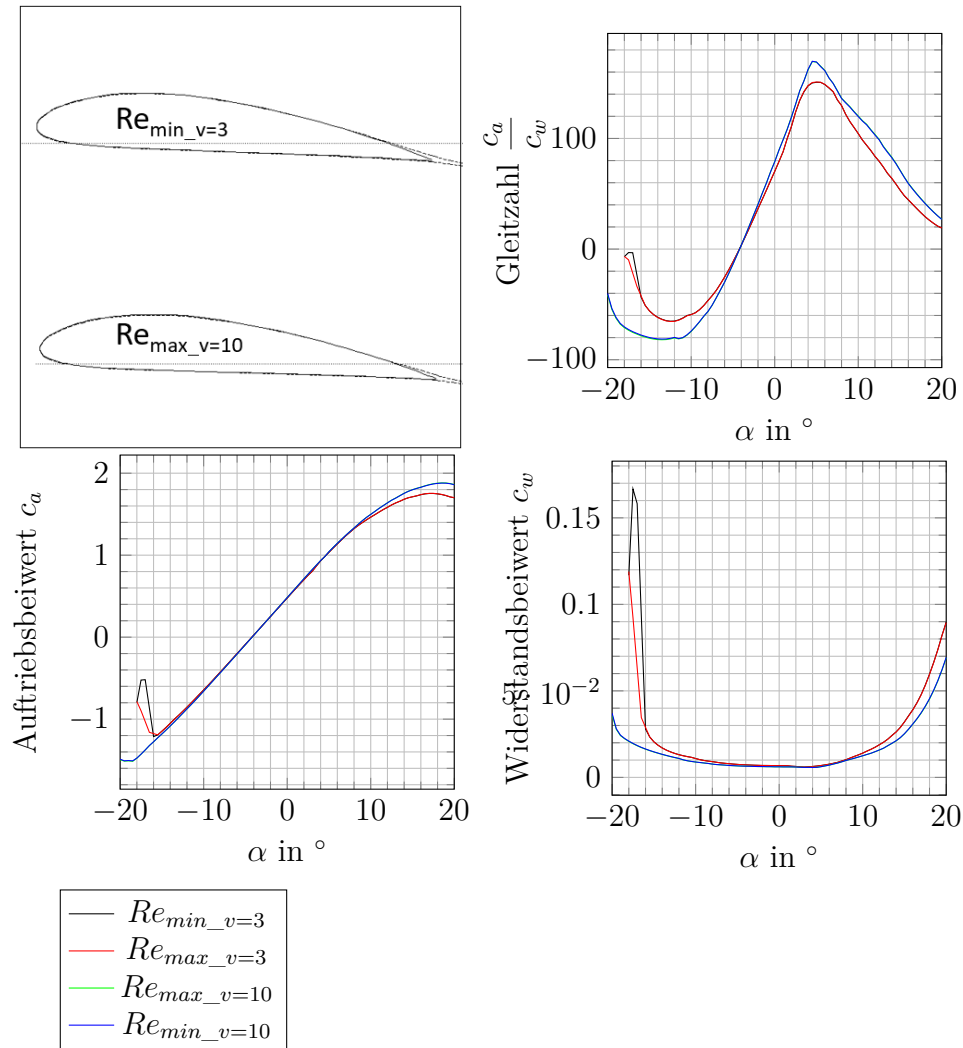 Re_min_v=3
Re_max_v=10
Gleitzahl c_a/c_w
100
0
−100
−20 −10 0 10 20
α in °
Auftriebsbeiwert c_a
2
1
0
−1
−20 −10 0 10 20
α in °
Widerstandsbeiwert c_w
0.15
0.1
5 10^−2
0
−20 −10 0 10 20
α in °
Re_min_v=3
Re_max_v=3
Re_max_v=10
Re_min_v=10